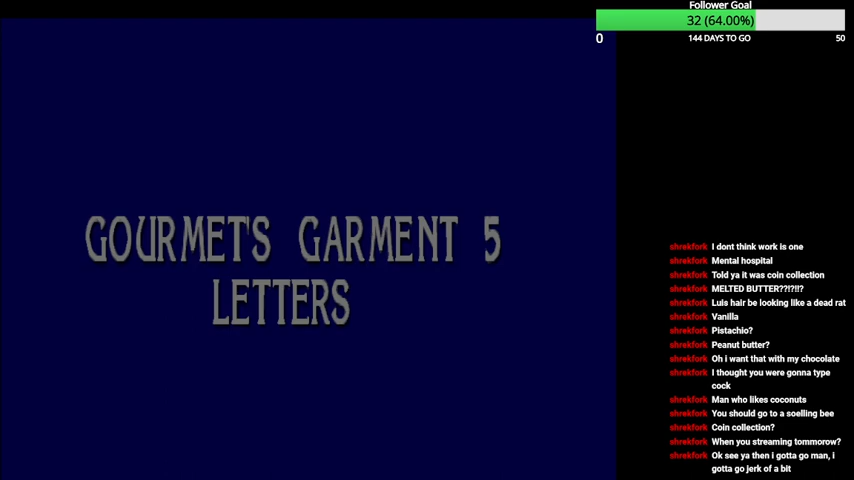 Follower Goal
32 (64.00%)
0
144 DAYS TO GO
50
GOURMET'S GARMENT 5
LETTERS
shrekfork I dont think work is one
shrekfork Mental hospital
shrekfork Told ya it was coin collection
shrekfork MELTED BUTTER??!?!!?
shrekfork Luis hair be looking like a dead rat
shrekfork Vanilla
shrekfork Pistachio?
shrekfork Peanut butter?
shrekfork Oh i want that with my chocolate
shrekfork I thought you were gonna type
cock
shrekfork Man who likes coconuts
shrekfork You should go to a soelling bee
shrekfork Coin collection?
shrekfork When you streaming tommorow?
shrekfork Ok see ya then i gotta go man, i
gotta go jerk of a bit